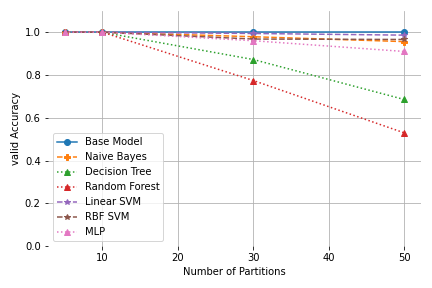 1.0
0.8
0.6
0.4
0.2
0.0
valid Accuracy
Base Model
Naive Bayes
Decision Tree
Random Forest
Linear SVM
RBF SVM
MLP
10 20 30 40 50
Number of Partitions